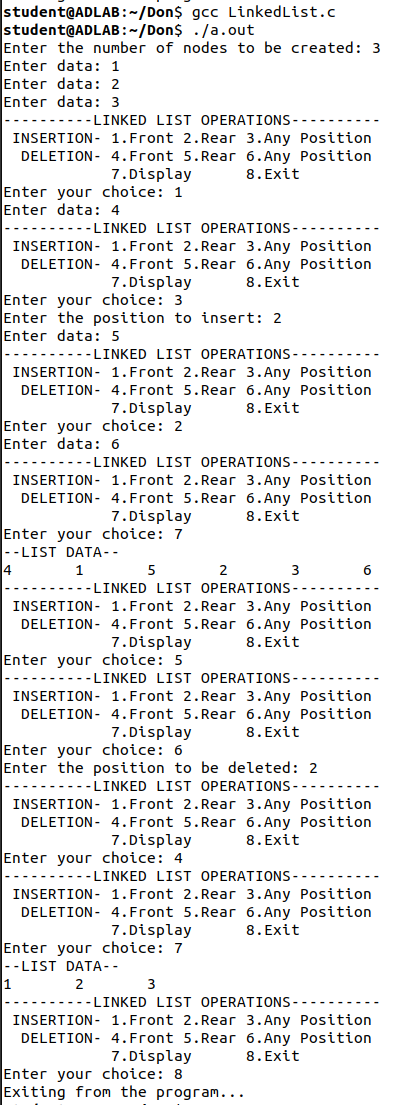 student@ADLAB:~/Don$ gcc LinkedList.c
student@ADLAB:~/Don$ ./a.out
Enter the number of nodes to be created: 3
Enter data: 1
Enter data: 2
Enter data: 3
----------LINKED LIST OPERATIONS----------
 INSERTION- 1.Front 2.Rear 3.Any Position
  DELETION- 4.Front 5.Rear 6.Any Position
            7.Display      8.Exit
Enter your choice: 1
Enter data: 4
----------LINKED LIST OPERATIONS----------
 INSERTION- 1.Front 2.Rear 3.Any Position
  DELETION- 4.Front 5.Rear 6.Any Position
            7.Display      8.Exit
Enter your choice: 3
Enter the position to insert: 2
Enter data: 5
----------LINKED LIST OPERATIONS----------
 INSERTION- 1.Front 2.Rear 3.Any Position
  DELETION- 4.Front 5.Rear 6.Any Position
            7.Display      8.Exit
Enter your choice: 2
Enter data: 6
----------LINKED LIST OPERATIONS----------
 INSERTION- 1.Front 2.Rear 3.Any Position
  DELETION- 4.Front 5.Rear 6.Any Position
            7.Display      8.Exit
Enter your choice: 7
--LIST DATA--
4       1       5       2       3       6
----------LINKED LIST OPERATIONS----------
 INSERTION- 1.Front 2.Rear 3.Any Position
  DELETION- 4.Front 5.Rear 6.Any Position
            7.Display      8.Exit
Enter your choice: 5
----------LINKED LIST OPERATIONS----------
 INSERTION- 1.Front 2.Rear 3.Any Position
  DELETION- 4.Front 5.Rear 6.Any Position
            7.Display      8.Exit
Enter your choice: 6
Enter the position to be deleted: 2
----------LINKED LIST OPERATIONS----------
 INSERTION- 1.Front 2.Rear 3.Any Position
  DELETION- 4.Front 5.Rear 6.Any Position
            7.Display      8.Exit
Enter your choice: 4
----------LINKED LIST OPERATIONS----------
 INSERTION- 1.Front 2.Rear 3.Any Position
  DELETION- 4.Front 5.Rear 6.Any Position
            7.Display      8.Exit
Enter your choice: 7
--LIST DATA--
1       2       3
----------LINKED LIST OPERATIONS----------
 INSERTION- 1.Front 2.Rear 3.Any Position
  DELETION- 4.Front 5.Rear 6.Any Position
            7.Display      8.Exit
Enter your choice: 8
Exiting from the program...